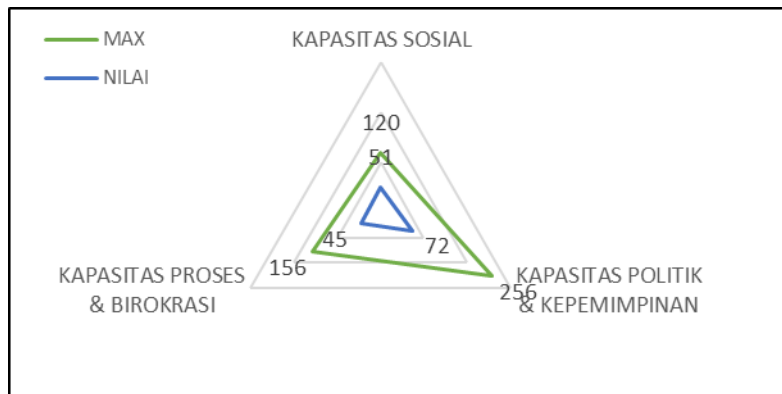 MAX
NILAI
KAPASITAS SOSIAL
120
51
45
72
156
256
KAPASITAS PROSES
& BIROKRASI
KAPASITAS POLITIK
& KEPEMIMPINAN